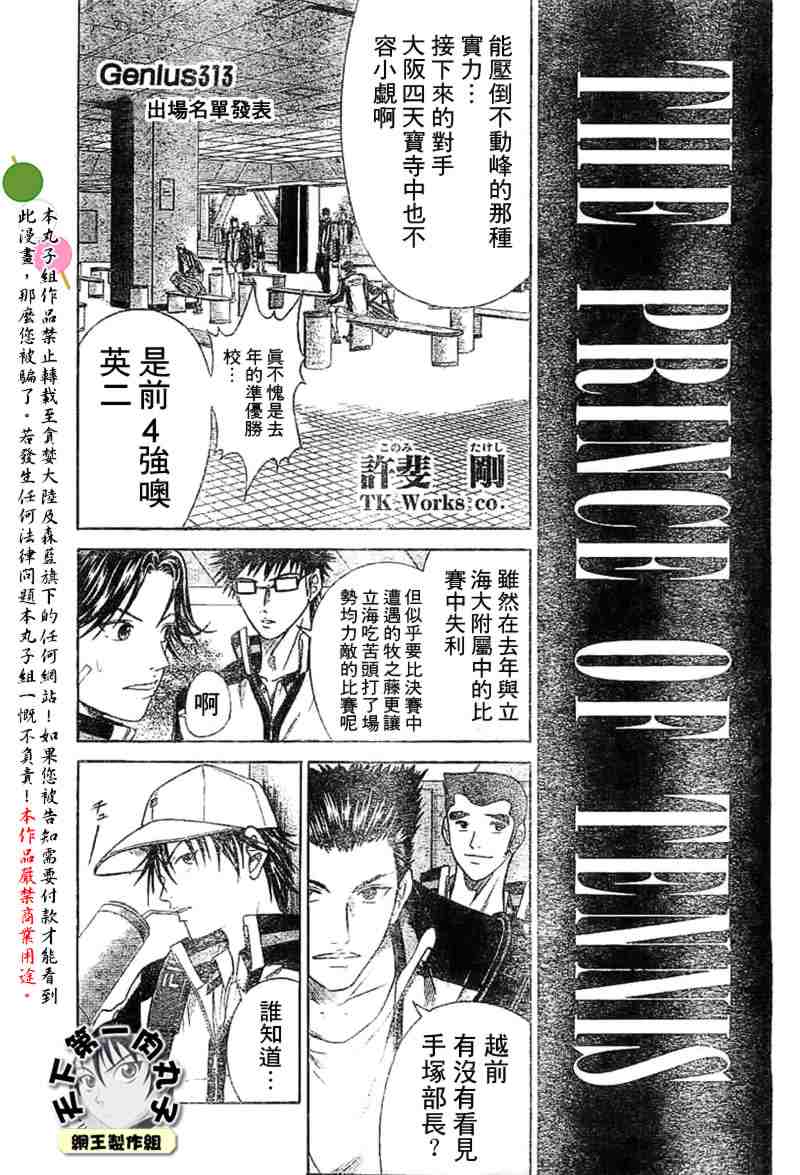 THE PRINCE OF TENNIS
Genius313
出場名單發表
能壓倒不動峰的那種
實力…
接下來的對手
大阪四天寶寺中也不
容小覷啊
真不愧是去
年的準優勝
校…
是前4強噢
英二
このみ たけし
許斐 剛
TK Works co.
雖然在去年與立
海大附屬中的比
賽中失利
但似乎要比決賽中
遭遇的牧之藤更讓
立海吃苦頭打了場
勢均力敵的比賽呢
啊
越前
有沒有看見
手塚部長？
チュー
誰知道…
本丸子組作品禁止轉載至貪婪大陸及森藍旗下的任何網站！如果您被告知需要付款才能看到
此漫畫，那麼您被騙了。若發生任何法律問題本丸子組一慨不負責！本作品嚴禁商業用途。
天下第一肉丸子
網王製作組